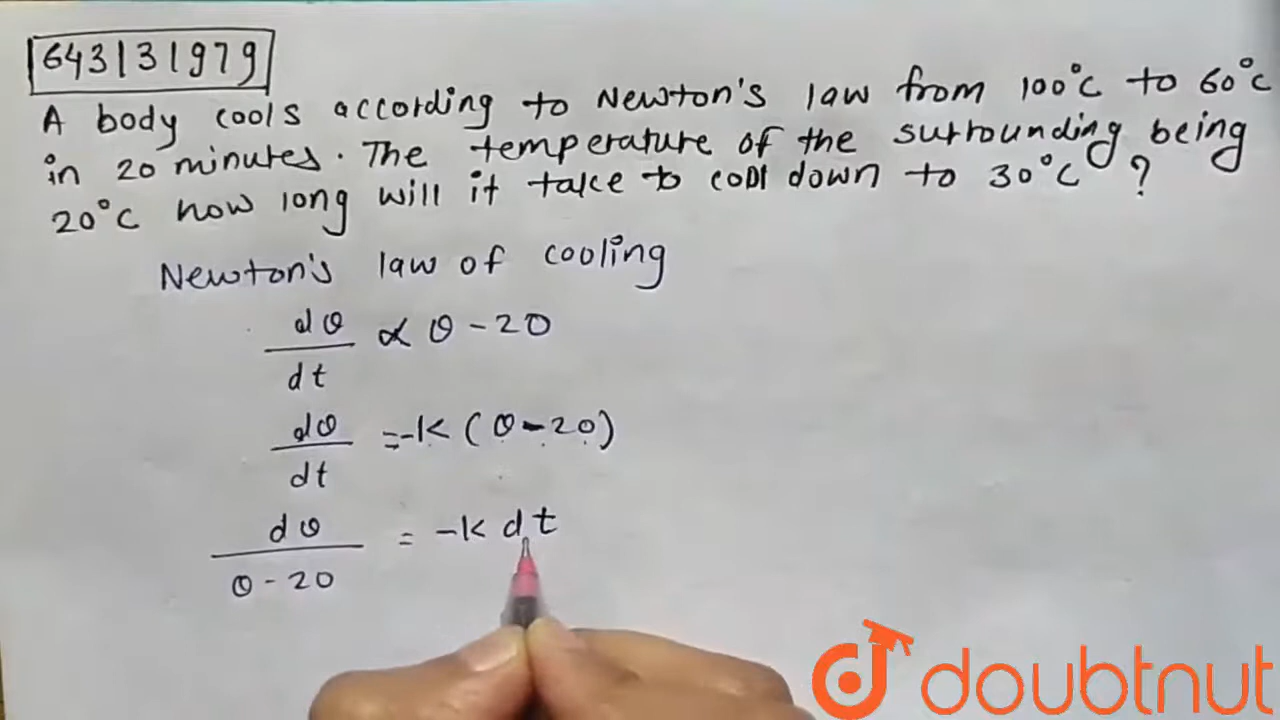 643131979
A body cools according to Newton's law from 100°C to 60°C
in 20 minutes. The temperature of the surrounding being
20°C how long will it take to cool down to 30°C ?
Newton's law of cooling
dθ/dt ∝ θ - 20
dθ/dt = -K (θ - 20)
dθ/θ - 20 = -K dt
doubtnut